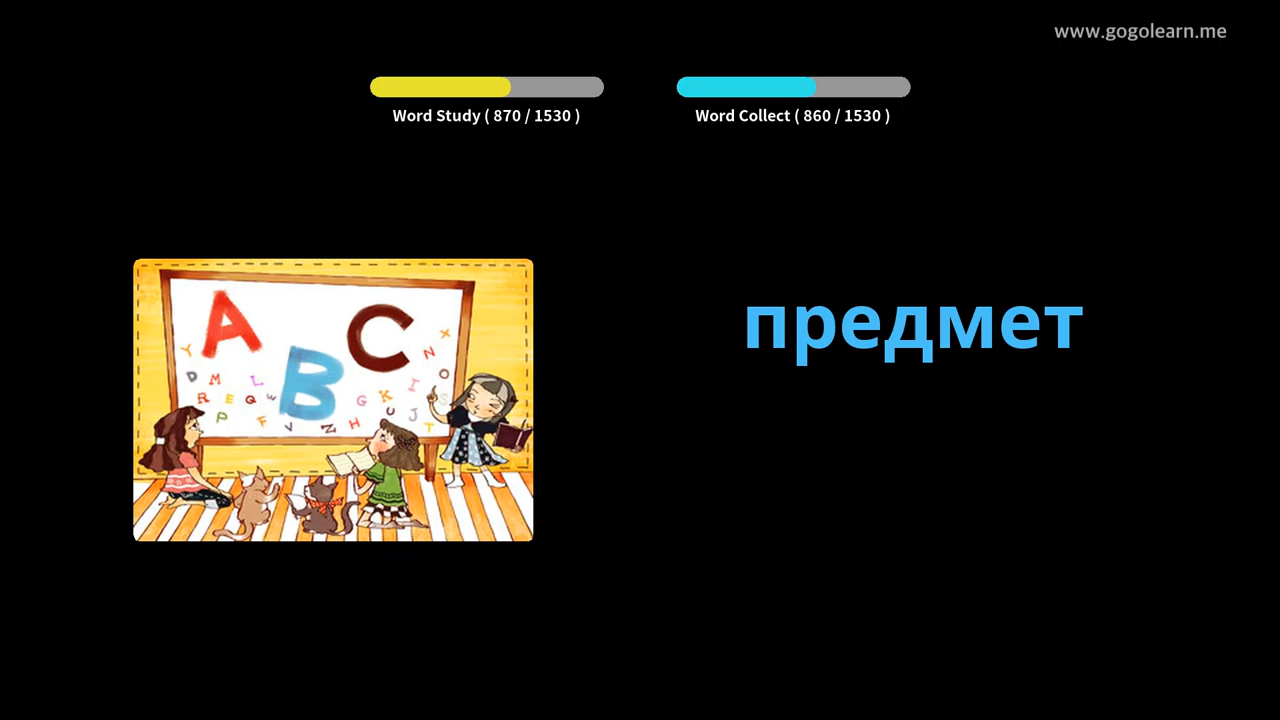 www.gogolearn.me
Word Study ( 870 / 1530 )
Word Collect ( 860 / 1530 )
предмет
A
C
B
X
Y
N
D
M
L
O
I
R
E
Q
W
G
K
S
P
F
V
Z
H
U
J
T